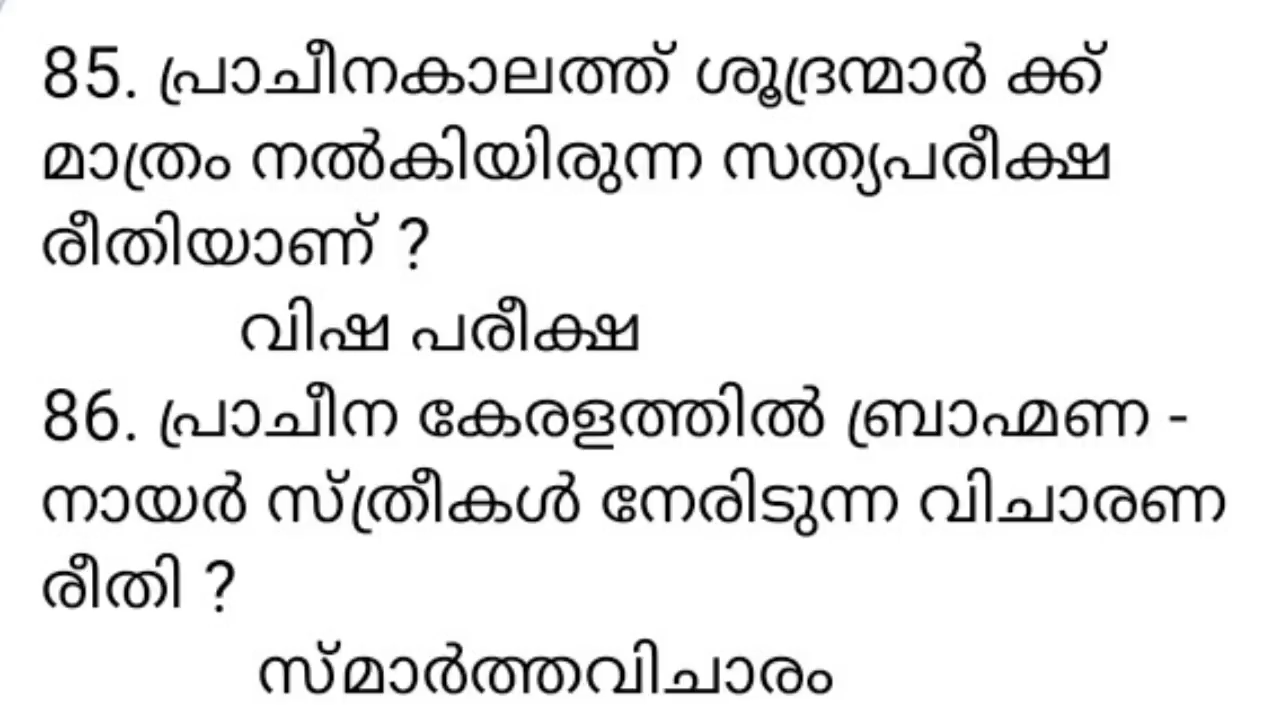 85. പ്രാചീനകാലത്ത് ശൂദ്രന്മാർ ക്ക്
മാത്രം നൽകിയിരുന്ന സത്യപരീക്ഷ
രീതിയാണ് ?
വിഷ പരീക്ഷ
86. പ്രാചീന കേരളത്തിൽ ബ്രാഹ്മണ -
നായർ സ്ത്രീകൾ നേരിടുന്ന വിചാരണ
രീതി ?
സ്മാർത്തവിചാരം